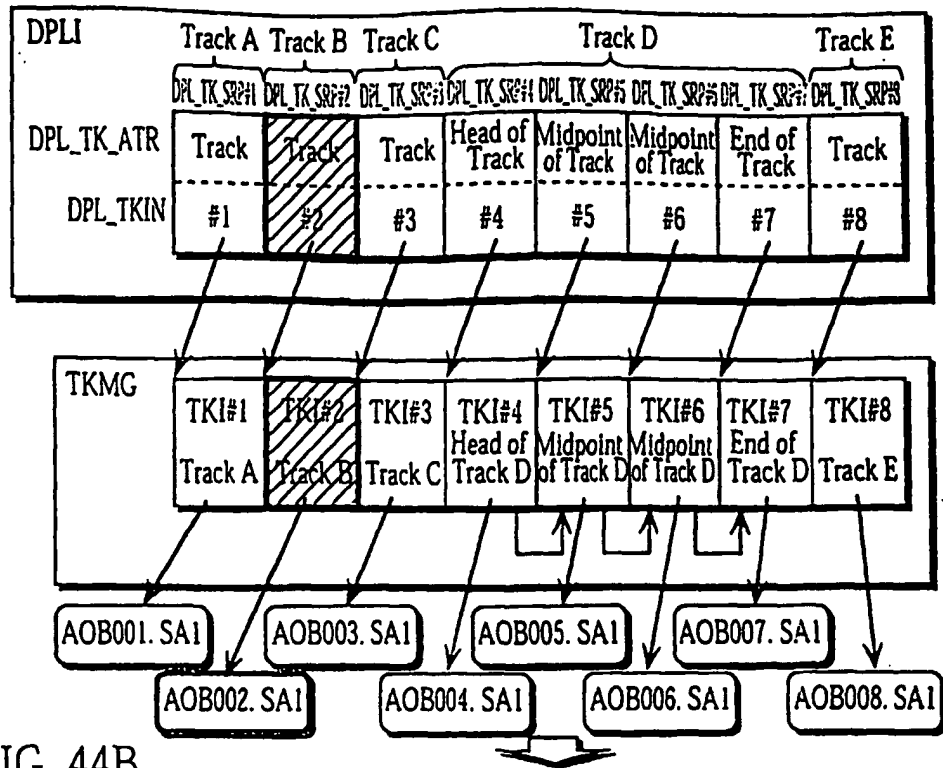 DPLI
Track A Track B Track C Track D Track E
DPL_TK_SRP#1 DPL_TK_SRP#2 DPL_TK_SRP#3 DPL_TK_SRP#4 DPL_TK_SRP#5 DPL_TK_SRP#6 DPL_TK_SRP#7 DPL_TK_SRP#8
DPL_TK_ATR
Track Track Track Head of Track Midpoint of Track Midpoint of Track End of Track Track
DPL_TKIN
#1 #2 #3 #4 #5 #6 #7 #8
TKMG
TKI#1 TKI#2 TKI#3 TKI#4 TKI#5 TKI#6 TKI#7 TKI#8
Track A Track B Track C Head of Track D Midpoint of Track D Midpoint of Track D End of Track D Track E
AOB001. SA1 AOB003. SA1 AOB005. SA1 AOB007. SA1
AOB002. SA1 AOB004. SA1 AOB006. SA1 AOB008. SA1
IG. 44B